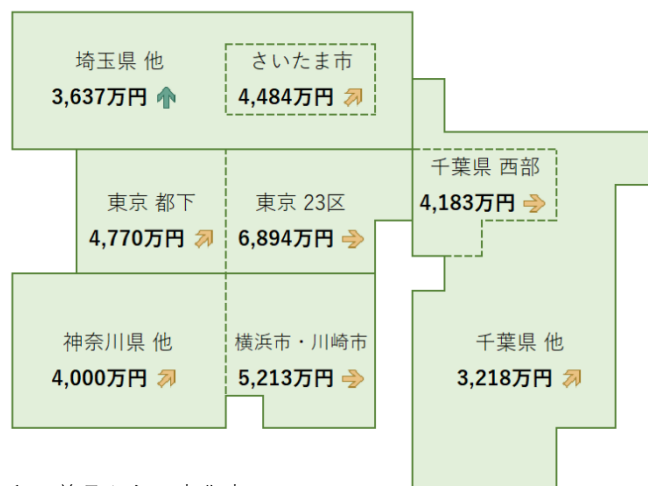 埼玉県 他
3,637万円
さいたま市
4,484万円
千葉県 西部
4,183万円
東京 都下
4,770万円
東京 23区
6,894万円
神奈川県 他
4,000万円
横浜市・川崎市
5,213万円
千葉県 他
3,218万円